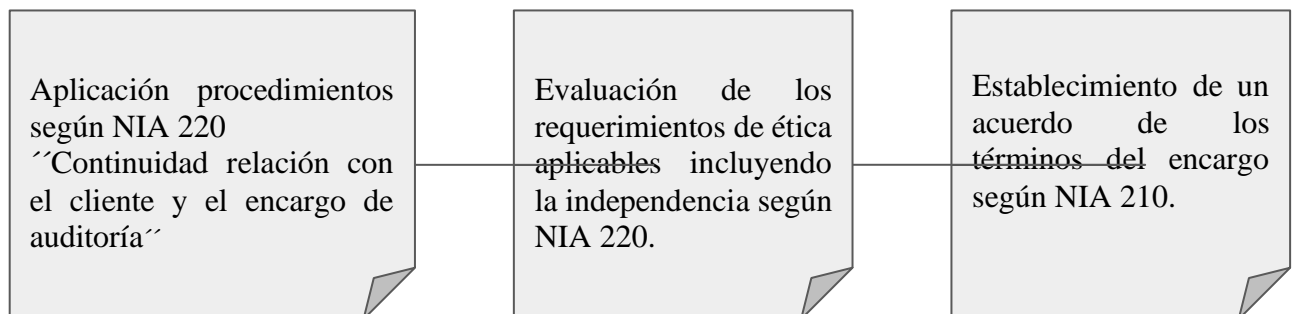 Aplicación procedimientos
según NIA 220
´´Continuidad relación con
el cliente y el encargo de
auditoría´´
Evaluación de los
requerimientos de ética
aplicables incluyendo
la independencia según
NIA 220.
Establecimiento de un
acuerdo de los
términos del encargo
según NIA 210.